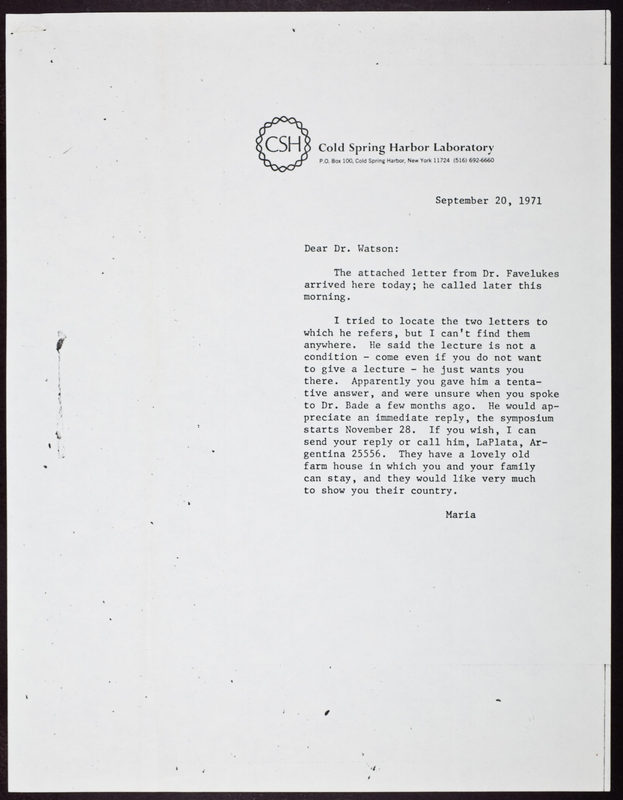 CSH
Cold Spring Harbor Laboratory
P.O. Box 100, Cold Spring Harbor, New York 11724 (516) 692-6660
September 20, 1971
Dear Dr. Watson:
The attached letter from Dr. Favelukes
arrived here today; he called later this
morning.
I tried to locate the two letters to
which he refers, but I can't find them
anywhere. He said the lecture is not a
condition - come even if you do not want
to give a lecture - he just wants you
there. Apparently you gave him a tenta-
tive answer, and were unsure when you spoke
to Dr. Bade a few months ago. He would ap-
preciate an immediate reply, the symposium
starts November 28. If you wish, I can
send your reply or call him, LaPlata, Ar-
gentina 25556. They have a lovely old
farm house in which you and your family
can stay, and they would like very much
to show you their country.
Maria